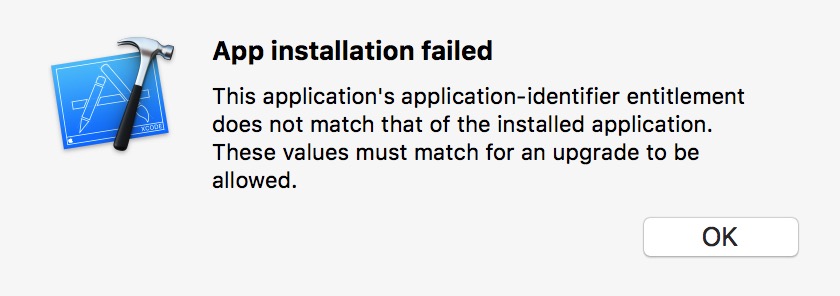 App installation failed
This application's application-identifier entitlement
does not match that of the installed application.
These values must match for an upgrade to be
allowed.
XCODE
OK